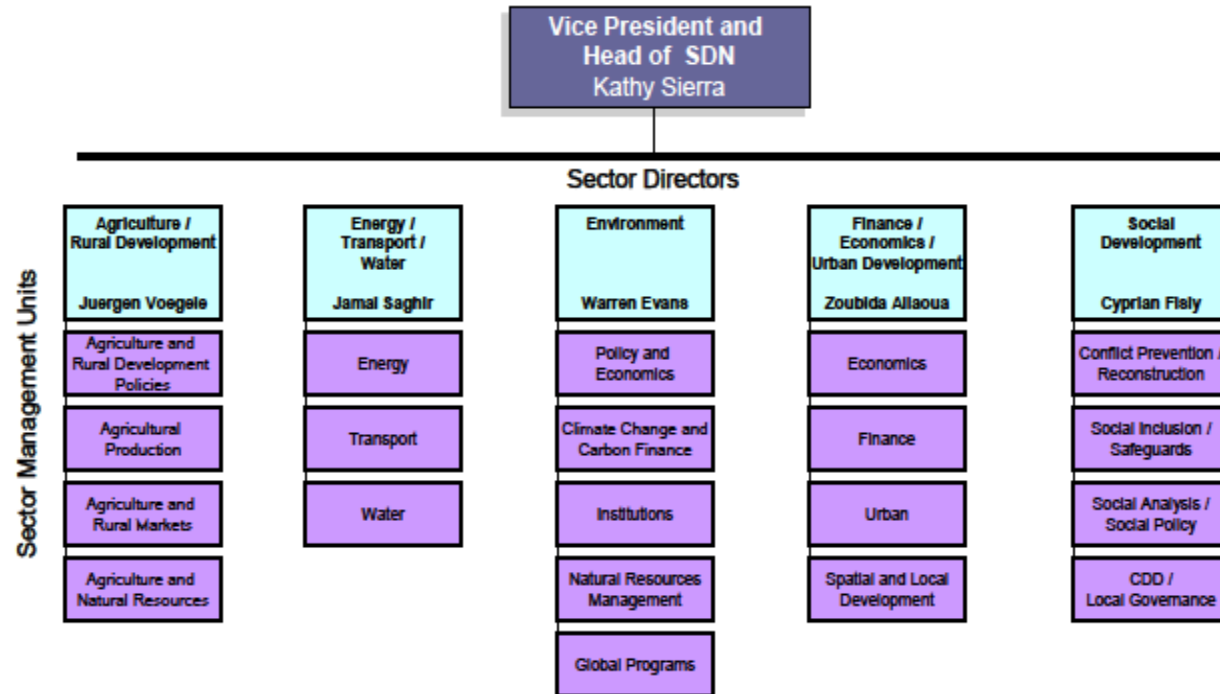 Vice President and
Head of SDN
Kathy Sierra
Sector Directors
Sector Management Units
Agriculture /
Rural Development
Juergen Voegele
Agriculture and
Rural Development
Policies
Agricultural
Production
Agriculture and
Rural Markets
Agriculture and
Natural Resources
Energy /
Transport /
Water
Jamal Saghir
Energy
Transport
Water
Environment
Warren Evans
Policy and
Economics
Climate Change and
Carbon Finance
Institutions
Natural Resources
Management
Global Programs
Finance /
Economics /
Urban Development
Zoubida Allaoua
Economics
Finance
Urban
Spatial and Local
Development
Social
Development
Cyprian Fisiy
Conflict Prevention /
Reconstruction
Social Inclusion /
Safeguards
Social Analysis /
Social Policy
CDD /
Local Governance